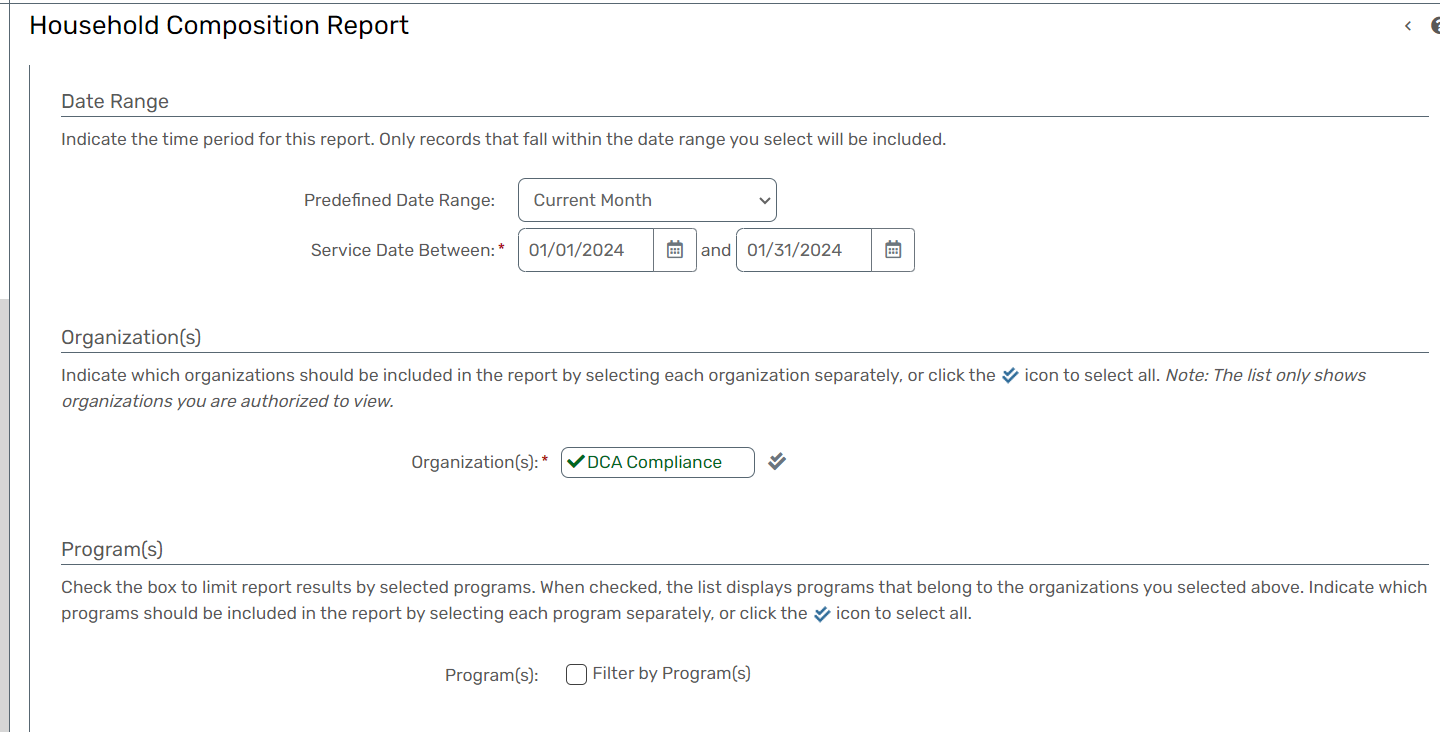 Household Composition Report
Date Range
Indicate the time period for this report. Only records that fall within the date range you select will be included.
Predefined Date Range: Current Month
Service Date Between:* 01/01/2024 and 01/31/2024
Organization(s)
Indicate which organizations should be included in the report by selecting each organization separately, or click the icon to select all. Note: The list only shows
organizations you are authorized to view.
Organization(s):* DCA Compliance
Program(s)
Check the box to limit report results by selected programs. When checked, the list displays programs that belong to the organizations you selected above. Indicate which
programs should be included in the report by selecting each program separately, or click the icon to select all.
Program(s): Filter by Program(s)